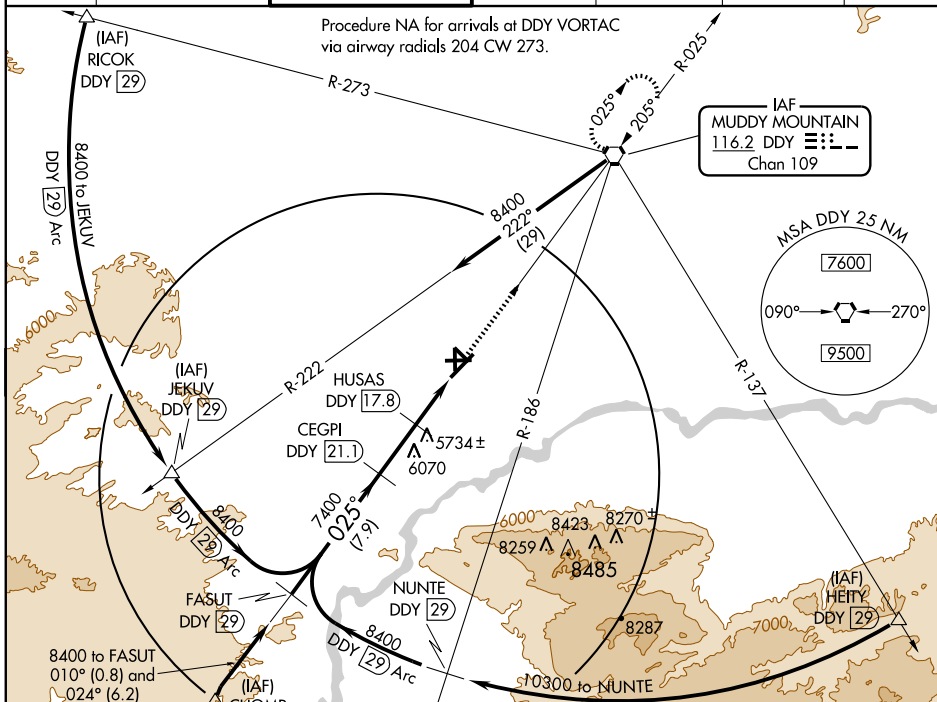 Procedure NA for arrivals at DDY VORTAC
via airway radials 204 CW 273.
(IAF)
RICOK
DDY 29
R-273
R-025
025°
205°
IAF
MUDDY MOUNTAIN
116.2 DDY
Chan 109
8400 to JEKUV
DDY 29 Arc
8400
222°
(29)
MSA DDY 25 NM
7600
090°
270°
9500
6000
(IAF)
JEKUV
DDY 29
R-222
HUSAS
DDY 17.8
R-186
R-137
CEGPI
DDY 21.1
5734±
6070
8400
DDY 29 Arc
7400
025°
(7.9)
6000
8423
8270±
8259
8485
FASUT
DDY 29
NUNTE
DDY 29
(IAF)
HEITY
DDY 29
8287
7000
8400
DDY 29 Arc
8400 to FASUT
010° (0.8) and
024° (6.2)
(IAF)
10300 to NUNTE